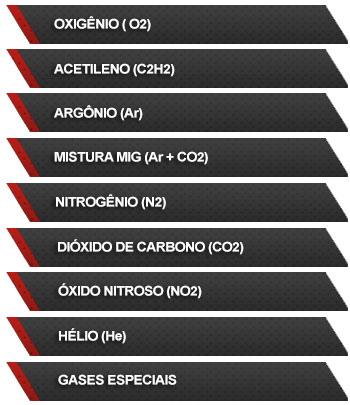 OXIGÊNIO ( O2)
ACETILENO (C2H2)
ARGÔNIO (Ar)
MISTURA MIG (Ar + CO2)
NITROGÊNIO (N2)
DIÓXIDO DE CARBONO (CO2)
ÓXIDO NITROSO (NO2)
HÉLIO (He)
GASES ESPECIAIS